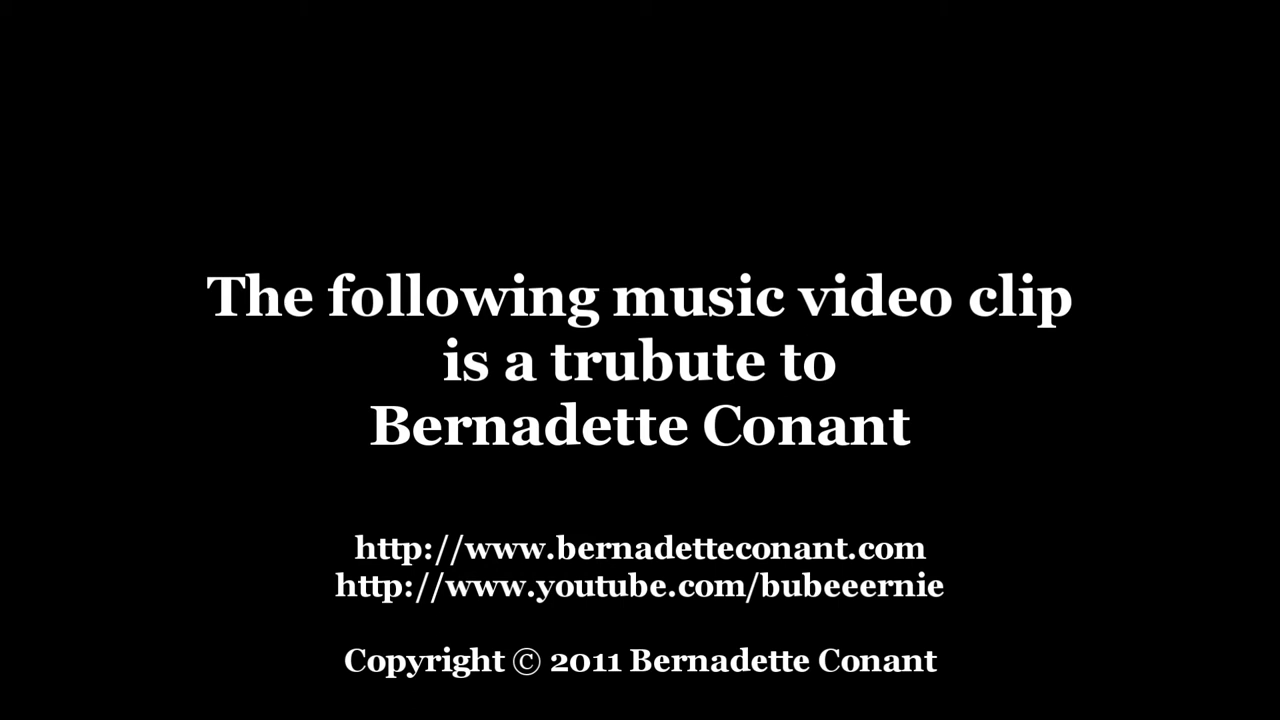 The following music video clip
is a trubute to
Bernadette Conant
http://www.bernadetteconant.com
http://www.youtube.com/bubeeernie
Copyright © 2011 Bernadette Conant